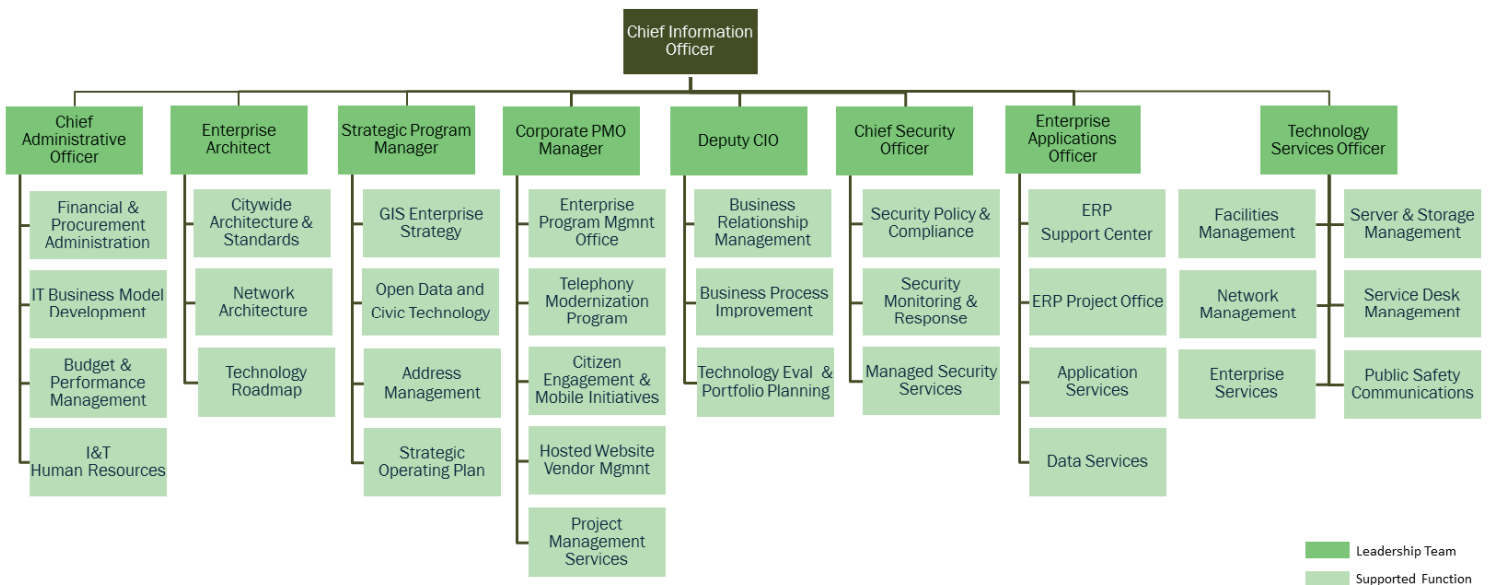 Chief Information
Officer
Chief
Administrative
Officer
Enterprise
Architect
Strategic Program
Manager
Corporate PMO
Manager
Deputy CIO
Chief Security
Officer
Enterprise
Applications
Officer
Technology
Services Officer
Financial &
Procurement
Administration
IT Business Model
Development
Budget &
Performance
Management
I&T
Human Resources
Citywide
Architecture &
Standards
Network
Architecture
Technology
Roadmap
GIS Enterprise
Strategy
Open Data and
Civic Technology
Address
Management
Strategic
Operating Plan
Enterprise
Program Mgmnt
Office
Telephony
Modernization
Program
Citizen
Engagement &
Mobile Initiatives
Hosted Website
Vendor Mgmnt
Project
Management
Services
Business
Relationship
Management
Business Process
Improvement
Technology Eval &
Portfolio Planning
Security Policy &
Compliance
Security
Monitoring &
Response
Managed Security
Services
ERP
Support Center
ERP Project Office
Application
Services
Data Services
Facilities
Management
Network
Management
Enterprise
Services
Server & Storage
Management
Service Desk
Management
Public Safety
Communications
Leadership Team
Supported Function